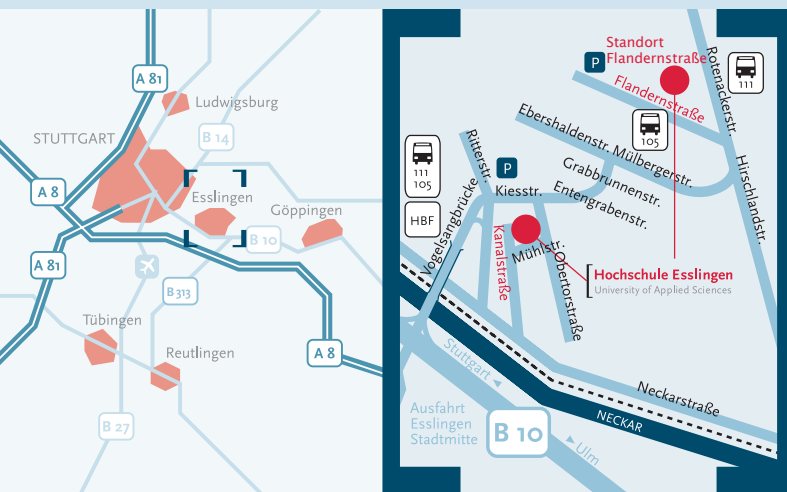 A 81
Ludwigsburg
STUTTGART
B 14
A 8
Esslingen
Göppingen
B 10
A 81
B 313
Tübingen
Reutlingen
A 8
B 27
Standort
Flandernstraße
P
Flandernstraße
Rotenackerstr.
111
105
Ebershaldenstr.
Mülbergerstr.
Hirschlandstr.
111
105
HBF
Ritterstr.
P
Kiesstr.
Grabbrunnenstr.
Entengrabenstr.
Vogelsangbrücke
Kanalstraße
Mühlstr.
Obertorstraße
Hochschule Esslingen
University of Applied Sciences
Stuttgart
Neckarstraße
NECKAR
Ausfahrt
Esslingen
Stadtmitte
B 10
Ulm